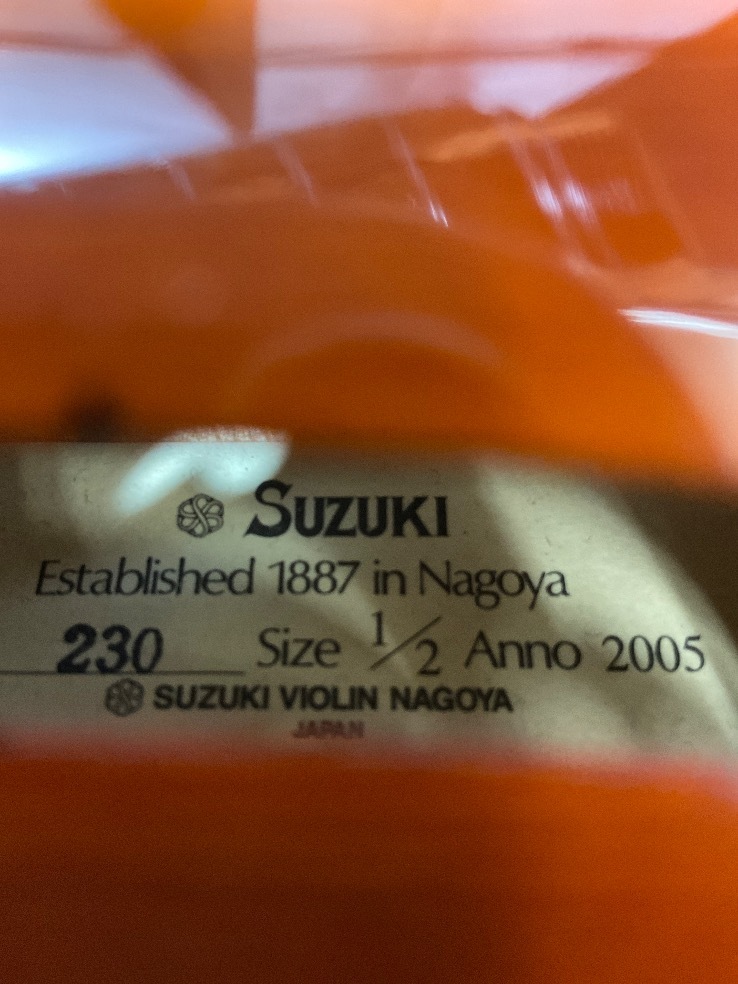 SUZUKI
Established 1887 in Nagoya
230 Size 1/2 Anno 2005
SUZUKI VIOLIN NAGOYA
JAPAN